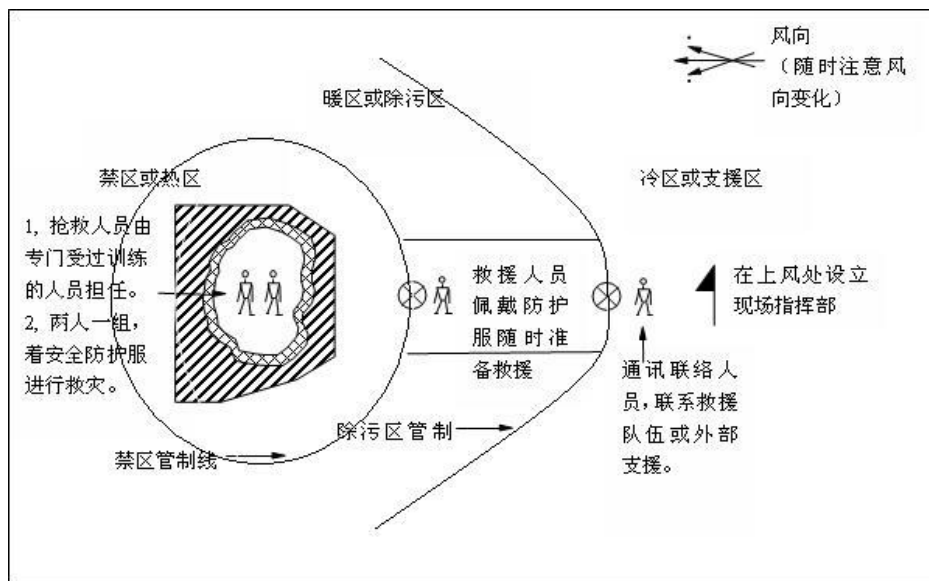 风向
（随时注意风
向变化）
暖区或除污区
禁区或热区
冷区或支援区
1，抢救人员由
专门受过训练
的人员担任。
2，两人一组，
着安全防护服
进行救灾。
救援人员
佩戴防护
服随时准
备救援
在上风处设立
现场指挥部
通讯联络人
员，联系救援
队伍或外部
支援。
除污区管制
禁区管制线